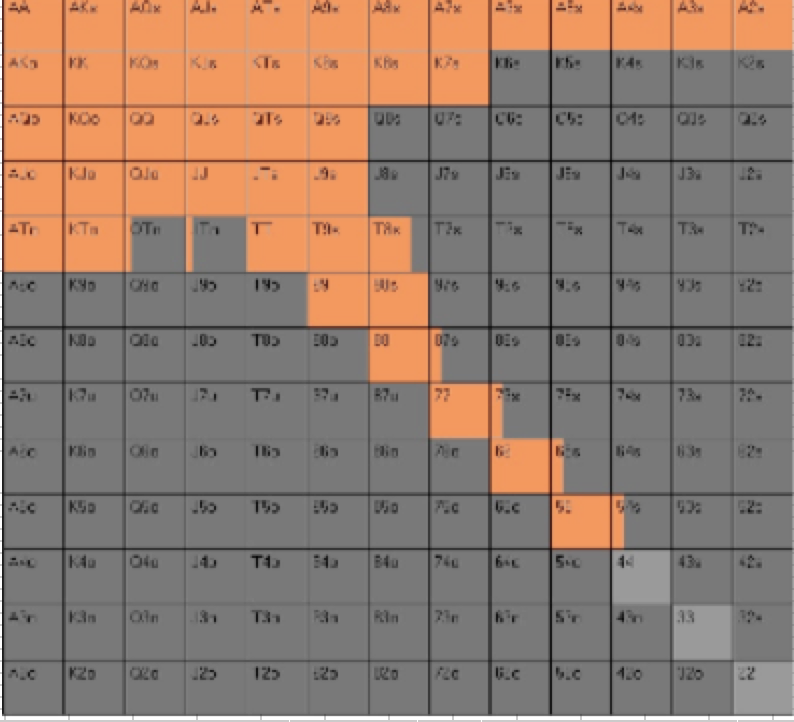 AA AKs AQs AJs ATs A9s A8s A7s A6s A5s A4s A3s A2s
AKo KK KQs KJs KTs K9s K8s K7s K6s K5s K4s K3s K2s
AQo KQo QQ QJs QTs Q9s Q8s Q7s Q6s Q5s Q4s Q3s Q2s
AJo KJo QJo JJ JTs J9s J8s J7s J6s J5s J4s J3s J2s
ATo KTo QTo JTo TT T9s T8s T7s T6s T5s T4s T3s T2s
A9o K9o Q9o J9o T9o 99 98s 97s 96s 95s 94s 93s 92s
A8o K8o Q8o J8o T8o 98o 88 87s 86s 85s 84s 83s 82s
A7o K7o Q7o J7o T7o 97o 87o 77 76s 75s 74s 73s 72s
A6o K6o Q6o J6o T6o 96o 86o 76o 66 65s 64s 63s 62s
A5o K5o Q5o J5o T5o 95o 85o 75o 65o 55 54s 53s 52s
A4o K4o Q4o J4o T4o 94o 84o 74o 64o 54o 44 43s 42s
A3o K3o Q3o J3o T3o 93o 83o 73o 63o 53o 43o 33 32s
A2o K2o Q2o J2o T2o 92o 82o 72o 62o 52o 42o 32o 22